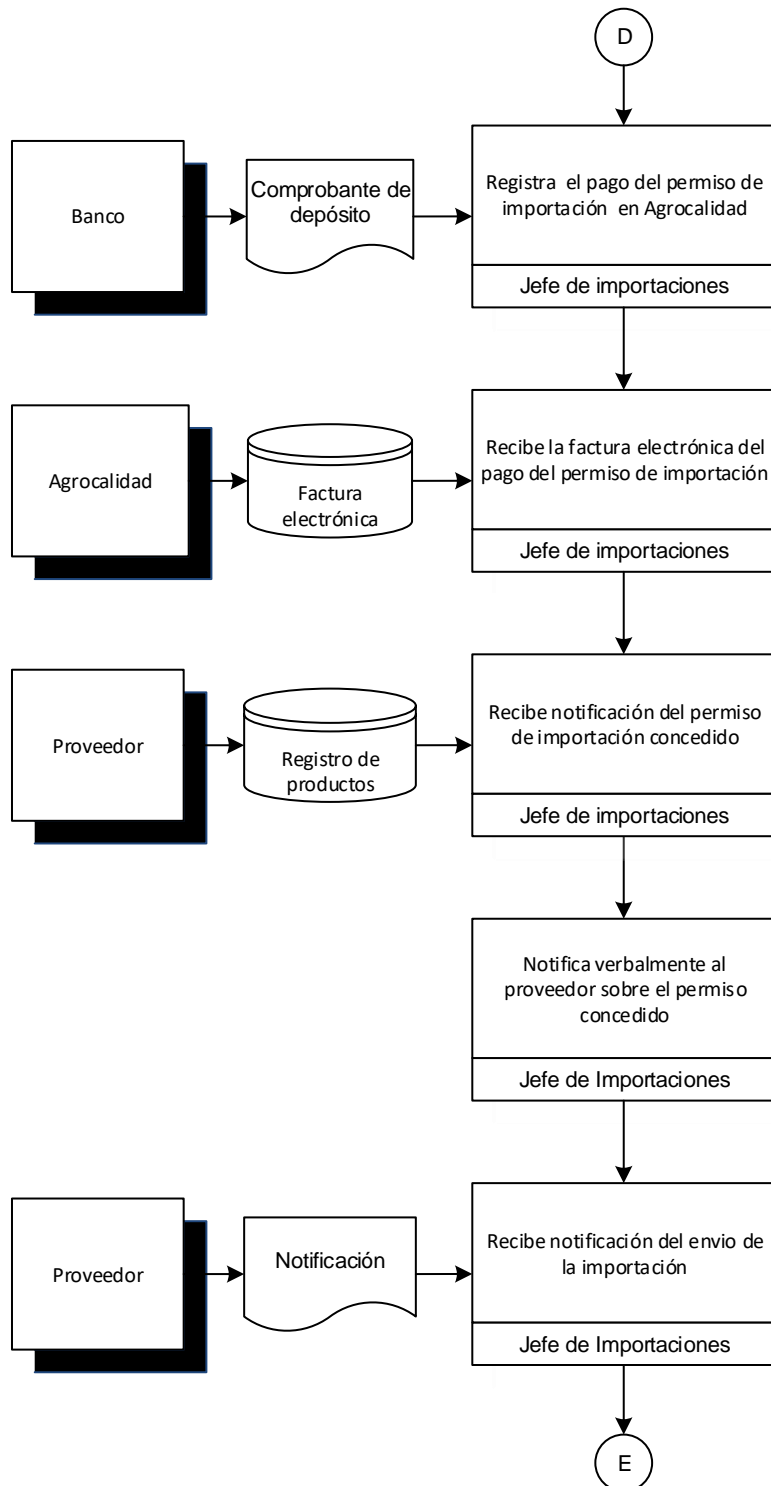 D
Banco
Comprobante de
depósito
Registra el pago del permiso de
importación en Agrocalidad
Jefe de importaciones
Agrocalidad
Factura
electrónica
Recibe la factura electrónica del
pago del permiso de importación
Jefe de importaciones
Proveedor
Registro de
productos
Recibe notificación del permiso
de importación concedido
Jefe de importaciones
Notifica verbalmente al
proveedor sobre el permiso
concedido
Jefe de Importaciones
Proveedor
Notificación
Recibe notificación del envio de
la importación
Jefe de Importaciones
E